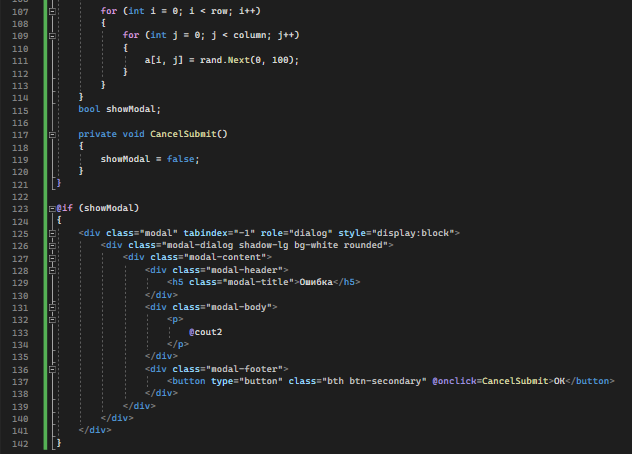 106
107 for (int i = 0; i < row; i++)
108 {
109 for (int j = 0; j < column; j++)
110 {
111 a[i, j] = rand.Next(0, 100);
112 }
113 }
114 }
115 bool showModal;
116
117 private void CancelSubmit()
118 {
119 showModal = false;
120 }
121 }
122
123 @if (showModal)
124 {
125 <div class="modal" tabindex="-1" role="dialog" style="display:block">
126 <div class="modal-dialog shadow-lg bg-white rounded">
127 <div class="modal-content">
128 <div class="modal-header">
129 <h5 class="modal-title">Ошибка</h5>
130 </div>
131 <div class="modal-body">
132 <p>
133 @cout2
134 </p>
135 </div>
136 <div class="modal-footer">
137 <button type="button" class="bth btn-secondary" @onclick=CancelSubmit>ОК</button>
138 </div>
139 </div>
140 </div>
141 </div>
142 }